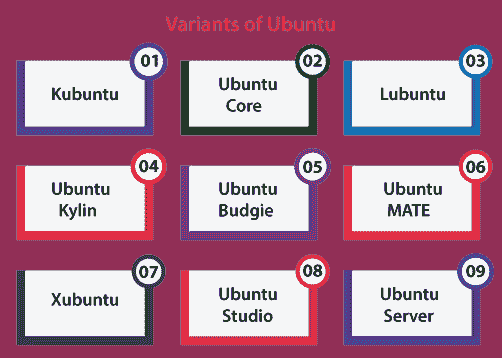 Variants of Ubuntu
01
Kubuntu
02
Ubuntu
Core
03
Lubuntu
04
Ubuntu
Kylin
05
Ubuntu
Budgie
06
Ubuntu
MATE
07
Xubuntu
08
Ubuntu
Studio
09
Ubuntu
Server